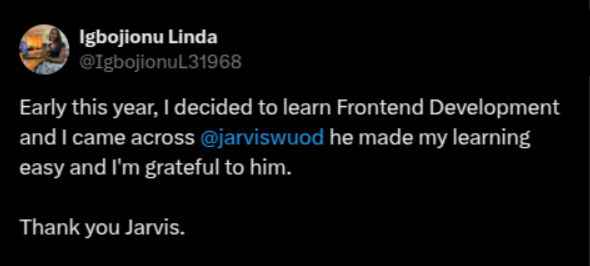 Igbojionu Linda
@IgbojionuL31968
Early this year, I decided to learn Frontend Development
and I came across @jarviswuod he made my learning
easy and I'm grateful to him.
Thank you Jarvis.